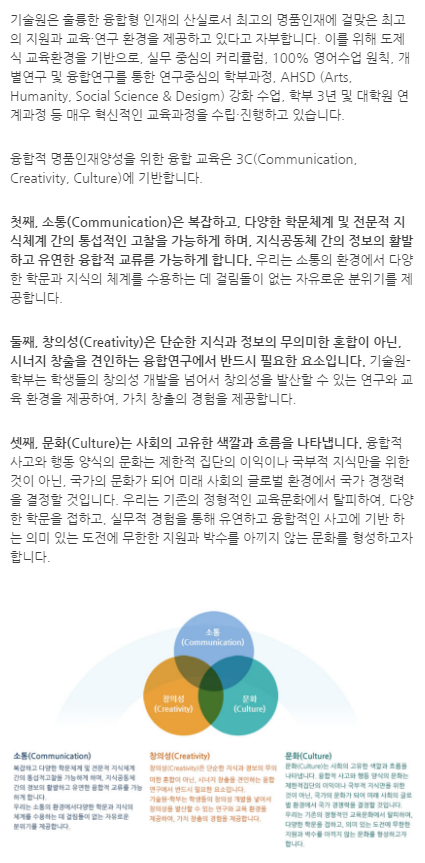 기술원은 훌륭한 융합형 인재의 산실로서 최고의 명품인재에 걸맞은 최고
의 지원과 교육·연구 환경을 제공하고 있다고 자부합니다. 이를 위해 도제
식 교육환경을 기반으로, 실무 중심의 커리큘럼, 100% 영어수업 원칙, 개
별연구 및 융합연구를 통한 연구중심의 학부과정, AHSD (Arts,
Humanity, Social Science & Desigm) 강화 수업, 학부 3년 및 대학원 연
계과정 등 매우 혁신적인 교육과정을 수립·진행하고 있습니다.
융합적 명품인재양성을 위한 융합 교육은 3C(Communication,
Creativity, Culture)에 기반합니다.
첫째, 소통(Communication)은 복잡하고, 다양한 학문체계 및 전문적 지
식체계 간의 통섭적인 고찰을 가능하게 하며, 지식공동체 간의 정보의 활발
하고 유연한 융합적 교류를 가능하게 합니다. 우리는 소통의 환경에서 다양
한 학문과 지식의 체계를 수용하는 데 걸림돌이 없는 자유로운 분위기를 제
공합니다.
둘째, 창의성(Creativity)은 단순한 지식과 정보의 무의미한 혼합이 아닌,
시너지 창출을 견인하는 융합연구에서 반드시 필요한 요소입니다. 기술원-
학부는 학생들의 창의성 개발을 넘어서 창의성을 발산할 수 있는 연구와 교
육 환경을 제공하여, 가치 창출의 경험을 제공합니다.
셋째, 문화(Culture)는 사회의 고유한 색깔과 흐름을 나타냅니다. 융합적
사고와 행동 양식의 문화는 제한적 집단의 이익이나 국부적 지식만을 위한
것이 아닌, 국가의 문화가 되어 미래 사회의 글로벌 환경에서 국가 경쟁력
을 결정할 것입니다. 우리는 기존의 정형적인 교육문화에서 탈피하여, 다양
한 학문을 접하고, 실무적 경험을 통해 유연하고 융합적인 사고에 기반 하
는 의미 있는 도전에 무한한 지원과 박수를 아끼지 않는 문화를 형성하고자
합니다.
소통
(Communication)
창의성
(Creativity)
문화
(Culture)
소통(Communication)
복잡하고 다양한 학문체계 및 전문적 지식체계
간의 통섭적고찰을 가능하게 하며, 지식공동체
간의 정보의 활발하고 유연한 융합적 교류를 가능
하게 합니다.
우리는 소통의 환경에서다양한 학문과 지식의
체계를 수용하는 데 걸림돌이 없는 자유로운
분위기를 제공합니다.
창의성(Creativity)
창의성(Creativity)은 단순한 지식과 정보의 무의
미한 혼합이 아닌, 시너지 창출을 견인하는 융합
연구에서 반드시 필요한 요소입니다.
기술원-학부는 학생들의 창의성 개발을 넘어서
창의성을 발산할 수 있는 연구와 교육 환경을
제공하여, 가치 창출의 경험을 제공합니다.
문화(Culture)
문화(Culture)는 사회의 고유한 색깔과 흐름을
나타냅니다. 융합적 사고와 행동 양식의 문화는
제한적집단의 이익이나 국부적 지식만을 위한
것이 아닌, 국가의 문화가 되어 미래 사회의 글로
벌 환경에서 국가 경쟁력을 결정할 것입니다.
우리는 기존의 정형적인 교육문화에서 탈피하여,
다양한 학문을 접하고, 의미 있는 도전에 무한한
지원과 박수를 아끼지 않는 문화를 형성하고자
합니다.